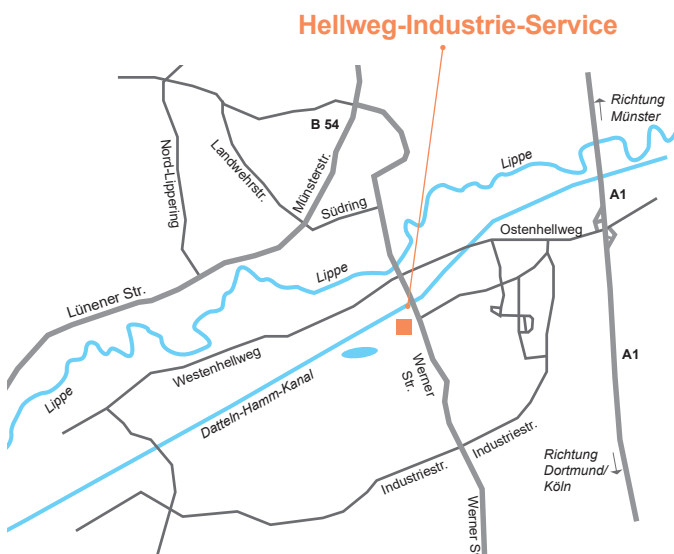 Hellweg-Industrie-Service
Richtung
Münster
B 54
Nord-Lippering
Landwehrstr.
Münsterstr.
Lippe
A1
Südring
Ostenhellweg
Lippe
Lünener Str.
Westenhellweg
Werner
Str.
A1
Lippe
Datteln-Hamm-Kanal
Industriestr.
Industriestr.
Richtung
Dortmund/
Köln
Werner S